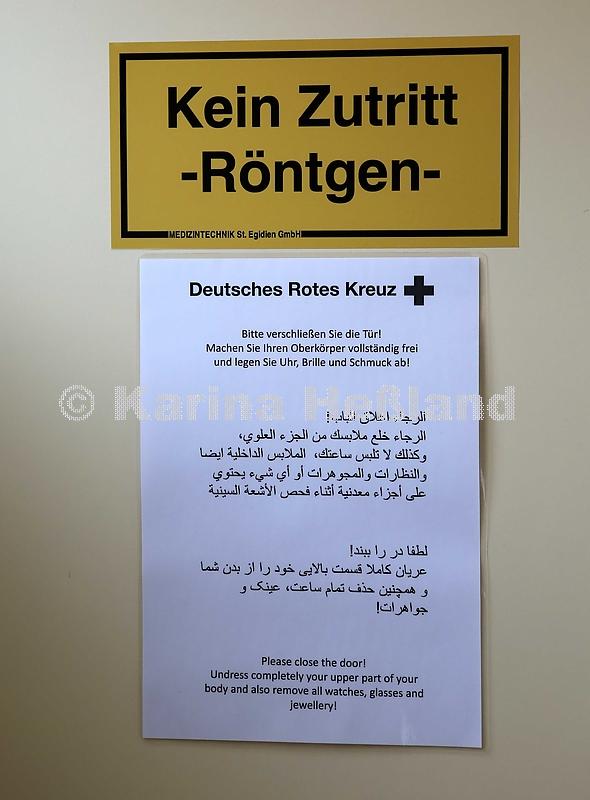 Kein Zutritt
-Röntgen-
MEDIZINTECHNIK St. Egidien GmbH
Deutsches Rotes Kreuz
Bitte verschließen Sie die Tür!
Machen Sie Ihren Oberkörper vollständig frei
und legen Sie Uhr, Brille und Schmuck ab!
© Karina Heßland
الرجاء اغلاق الباب!
الرجاء خلع ملابسك من الجزء العلوي،
وكذلك لا تلبس ساعتك، الملابس الداخلية ايضا
والنظارات والمجوهرات أو أي شيء يحتوي
على أجزاء معدنية أثناء فحص الأشعة السينية
لطفا در را ببند!
عریان کاملا قسمت بالایی خود را از بدن شما
و همچنین حذف تمام ساعت، عینک و
جواهرات!
Please close the door!
Undress completely your upper part of your
body and also remove all watches, glasses and
jewellery!